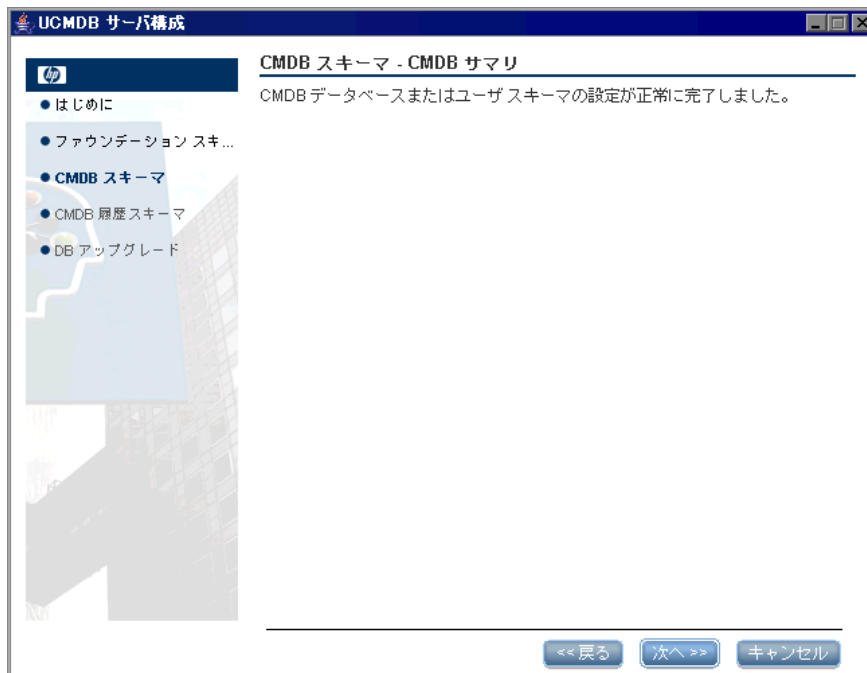 UCMDB サーバ構成
hp
はじめに
ファウンデーション スキ...
CMDB スキーマ
CMDB 履歴スキーマ
DB アップグレード
CMDB スキーマ - CMDB サマリ
CMDB データベースまたはユーザ スキーマの設定が正常に完了しました。
<< 戻る
次へ >>
キャンセル